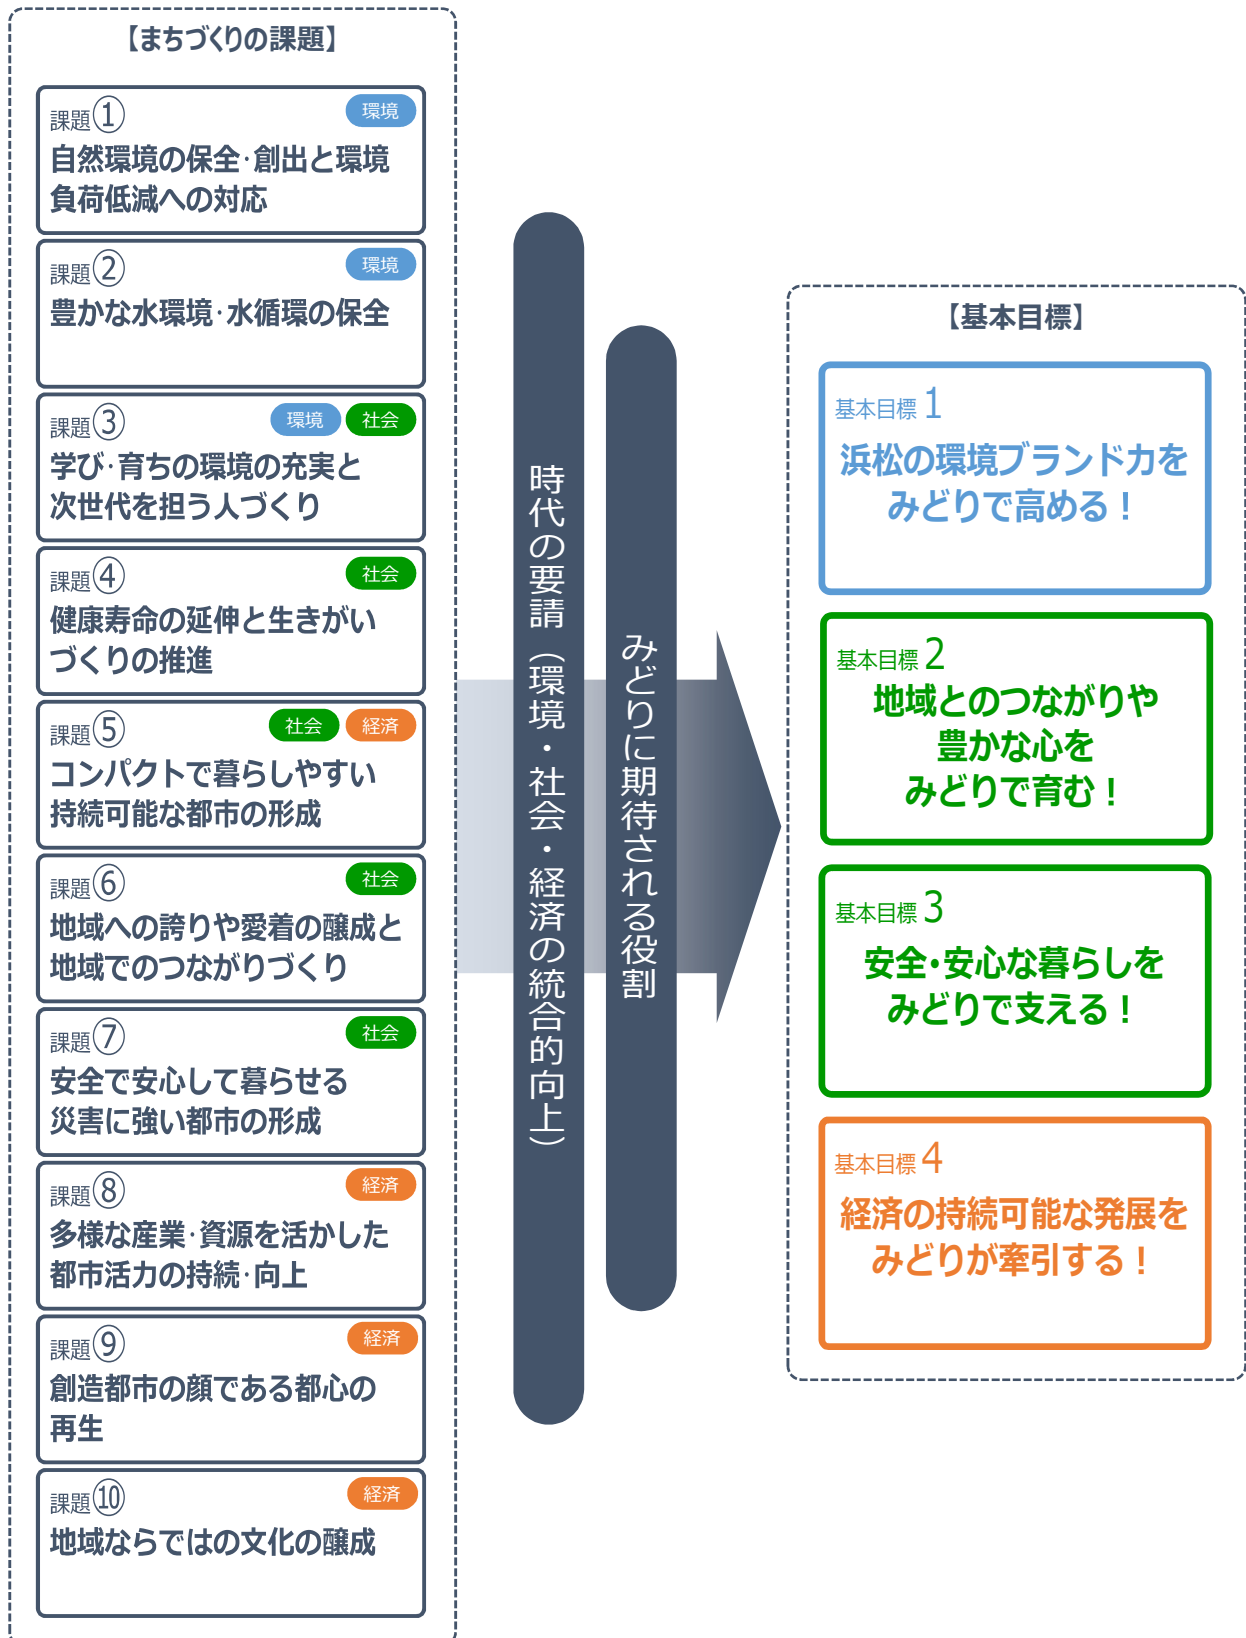 【まちづくりの課題】
課題① 環境
自然環境の保全・創出と環境
負荷低減への対応
課題② 環境
豊かな水環境・水循環の保全
課題③ 環境 社会
学び・育ちの環境の充実と
次世代を担う人づくり
課題④ 社会
健康寿命の延伸と生きがい
づくりの推進
課題⑤ 社会 経済
コンパクトで暮らしやすい
持続可能な都市の形成
課題⑥ 社会
地域への誇りや愛着の醸成と
地域でのつながりづくり
課題⑦ 社会
安全で安心して暮らせる
災害に強い都市の形成
課題⑧ 経済
多様な産業・資源を活かした
都市活力の持続・向上
課題⑨ 経済
創造都市の顔である都心の
再生
課題⑩ 経済
地域ならではの文化の醸成
時代の要請（環境・社会・経済の統合的向上）
みどりに期待される役割
【基本目標】
基本目標 1
浜松の環境ブランド力を
みどりで高める！
基本目標 2
地域とのつながりや
豊かな心を
みどりで育む！
基本目標 3
安全・安心な暮らしを
みどりで支える！
基本目標 4
経済の持続可能な発展を
みどりが牽引する！